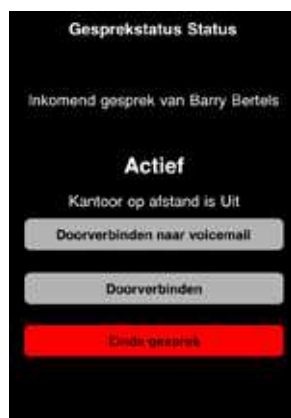 Gesprekstatus Status
Inkomend gesprek van Barry Bertels
Actief
Kantoor op afstand is Uit
Doorverbinden naar voicemail
Doorverbinden
Einde gesprek